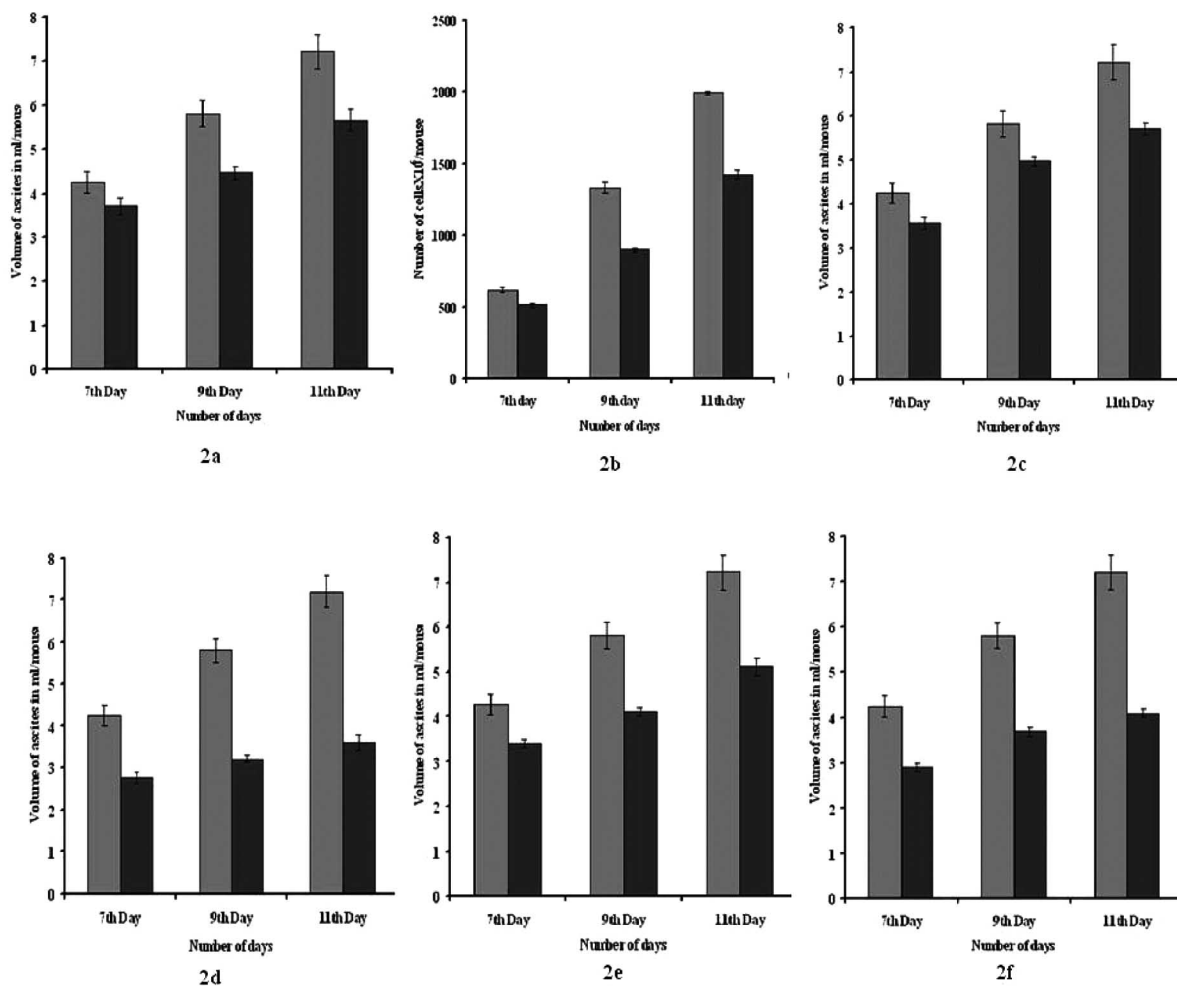 8
7
6
5
4
3
2
1
0
Volume of ascites in ml/mous
7th Day 9th Day 11th Day
Number of days
2a
2500
2000
1500
1000
500
0
Number of cellsX10⁶/mouse
7th day 9th day 11th day
Number of days
2b
8
7
6
5
4
3
2
1
0
Volume of ascites in ml/mous
7th Day 9th Day 11th Day
Number of days
2c
8
7
6
5
4
3
2
1
0
Volume of ascites in ml/mous
7th Day 9th Day 11th Day
Number of days
2d
8
7
6
5
4
3
2
1
0
Volume of ascites in ml/mous
7th Day 9th Day 11th Day
Number of days
2e
8
7
6
5
4
3
2
1
0
Volume of ascites in ml/mous
7th Day 9th Day 11th Day
Number of days
2f